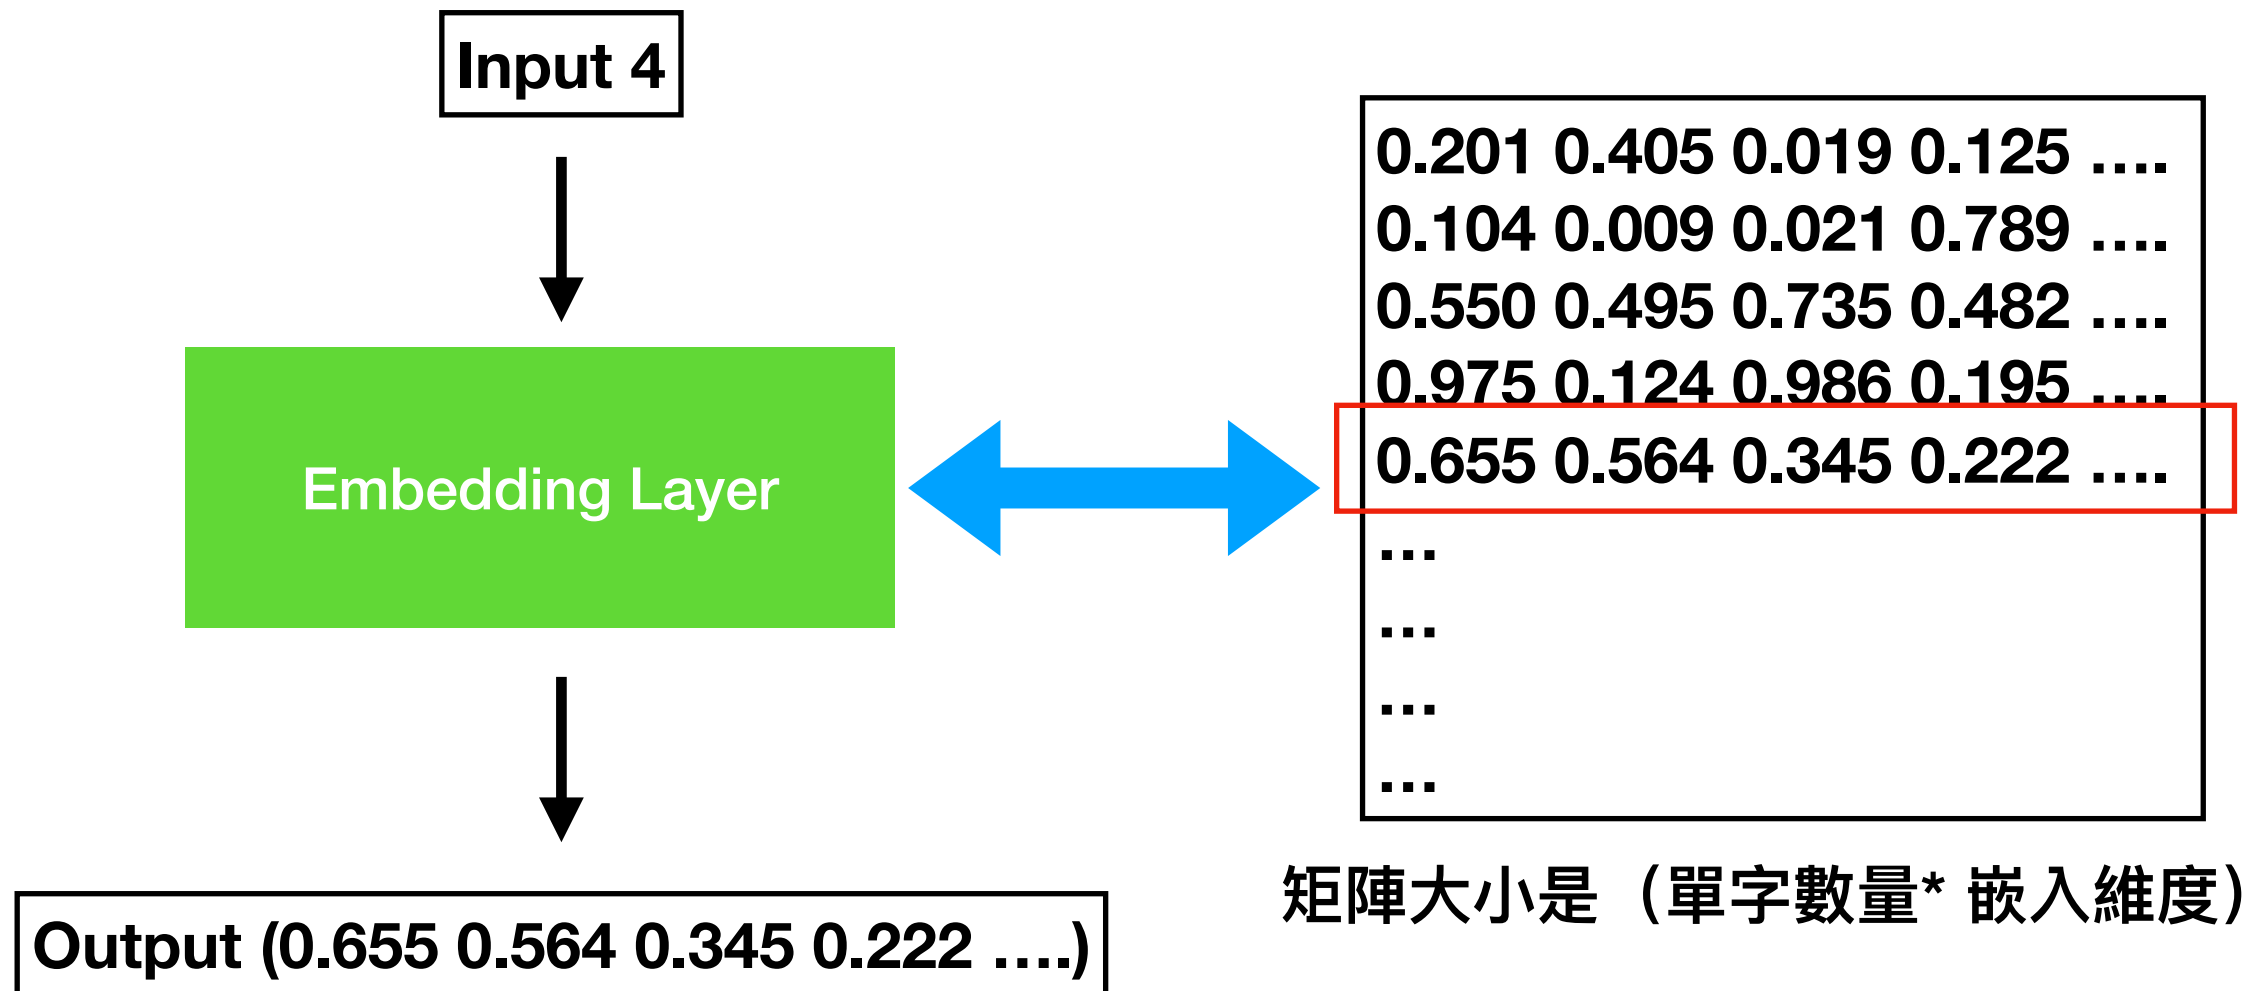 Input 4
Embedding Layer
Output (0.655 0.564 0.345 0.222 ....)
0.201 0.405 0.019 0.125 ....
0.104 0.009 0.021 0.789 ....
0.550 0.495 0.735 0.482 ....
0.975 0.124 0.986 0.195 ....
0.655 0.564 0.345 0.222 ....
...
...
...
...
矩陣大小是（單字數量* 嵌入維度）